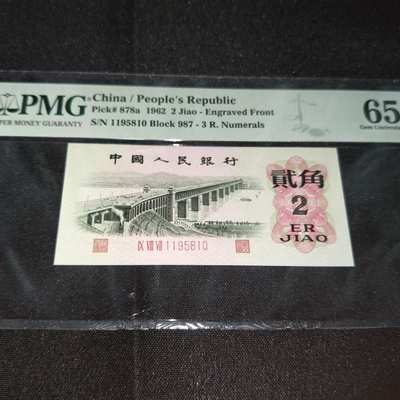 PMG
PER MONEY GUARANTY
China / People's Republic
Pick# 878a 1962 2 Jiao - Engraved Front
S/N 1195810 Block 987 - 3 R. Numerals
65
中國人民銀行
貳角
2
ER
JIAO
IX VIII VII 1195810